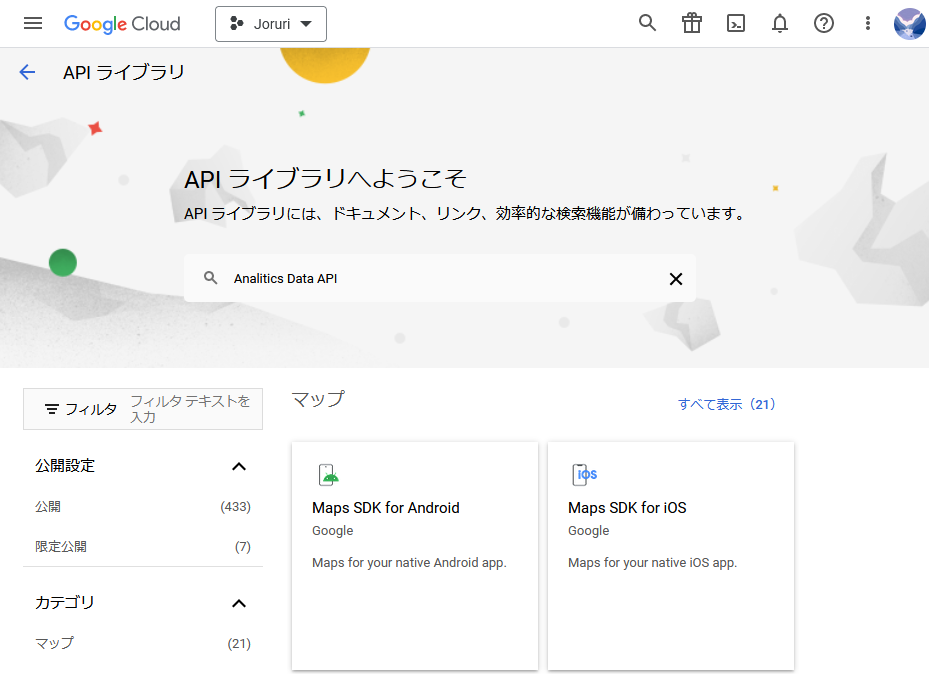 Google Cloud
Joruri
API ライブラリ
API ライブラリへようこそ
API ライブラリには、ドキュメント、リンク、効率的な検索機能が備わっています。
Analitics Data API
フィルタ
フィルタ テキストを
入力
マップ
すべて表示（21）
公開設定
公開
(433)
限定公開
(7)
カテゴリ
マップ
(21)
iOS
Maps SDK for Android
Google
Maps for your native Android app.
Maps SDK for iOS
Google
Maps for your native iOS app.